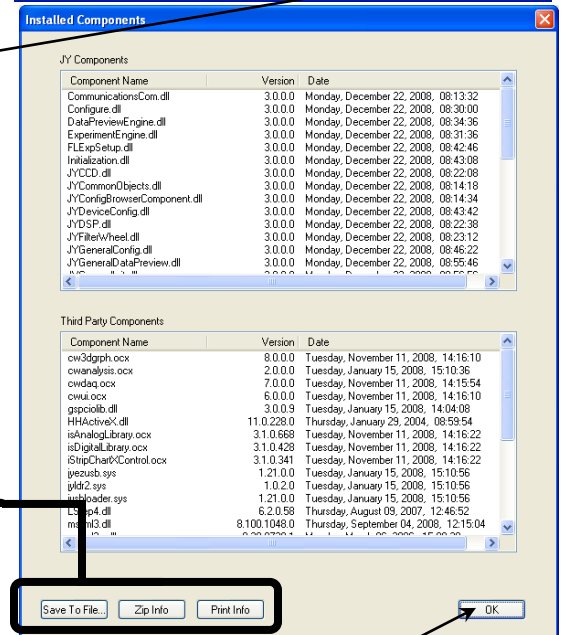 Installed Components
JY Components
Component Name Version Date
CommunicationsCom.dll 3.0.0.0 Monday, December 22, 2008, 08:13:32
Configure.dll 3.0.0.0 Monday, December 22, 2008, 08:30:00
DataPreviewEngine.dll 3.0.0.0 Monday, December 22, 2008, 08:34:36
ExperimentEngine.dll 3.0.0.0 Monday, December 22, 2008, 08:31:36
FLExpSetup.dll 3.0.0.0 Monday, December 22, 2008, 08:42:46
Initialization.dll 3.0.0.0 Monday, December 22, 2008, 08:43:08
JYCCD.dll 3.0.0.0 Monday, December 22, 2008, 08:22:08
JYCommonObjects.dll 3.0.0.0 Monday, December 22, 2008, 08:14:18
JYConfigBrowserComponent.dll 3.0.0.0 Monday, December 22, 2008, 08:14:34
JYDeviceConfig.dll 3.0.0.0 Monday, December 22, 2008, 08:43:42
JYDSP.dll 3.0.0.0 Monday, December 22, 2008, 08:22:38
JYFilterWheel.dll 3.0.0.0 Monday, December 22, 2008, 08:23:12
JYGeneralConfig.dll 3.0.0.0 Monday, December 22, 2008, 08:46:22
JYGeneralDataPreview.dll 3.0.0.0 Monday, December 22, 2008, 08:55:46
Third Party Components
Component Name Version Date
cw3dgrph.ocx 8.0.0.0 Tuesday, November 11, 2008, 14:16:10
cwanalysis.ocx 2.0.0.0 Tuesday, January 15, 2008, 15:10:36
cwdaq.ocx 7.0.0.0 Tuesday, November 11, 2008, 14:15:54
cwui.ocx 6.0.0.0 Tuesday, November 11, 2008, 14:16:10
gspciolib.dll 3.0.0.9 Tuesday, January 15, 2008, 14:04:08
HHActiveX.dll 11.0.228.0 Thursday, January 29, 2004, 08:59:54
isAnalogLibrary.ocx 3.1.0.668 Tuesday, November 11, 2008, 14:16:22
isDigitalLibrary.ocx 3.1.0.428 Tuesday, November 11, 2008, 14:16:22
iStripChartXControl.ocx 3.1.0.341 Tuesday, November 11, 2008, 14:16:22
jyezusb.sys 1.21.0.0 Tuesday, January 15, 2008, 15:10:56
jyldr2.sys 1.0.2.0 Tuesday, January 15, 2008, 15:10:56
jyusbloader.sys 1.21.0.0 Tuesday, January 15, 2008, 15:10:56
6.2.0.58 Thursday, August 09, 2007, 12:46:52
8.100.1048.0 Thursday, September 04, 2008, 12:15:04
Save To File... Zip Info Print Info OK